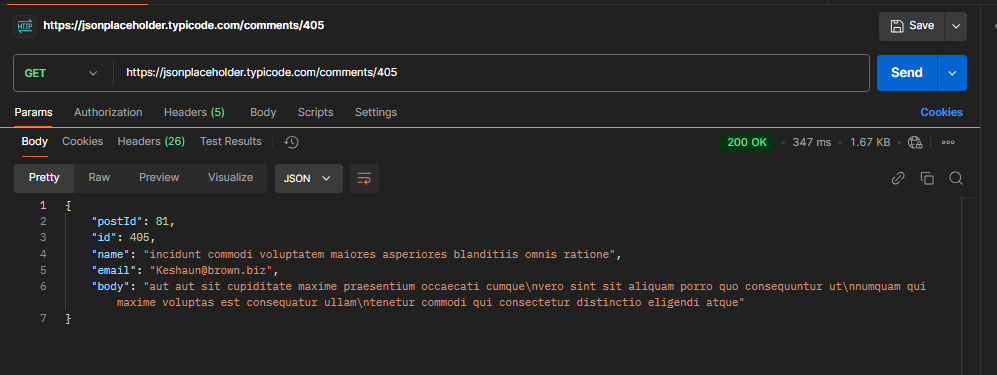 HTTP https://jsonplaceholder.typicode.com/comments/405 Save
GET https://jsonplaceholder.typicode.com/comments/405 Send
Params Authorization Headers (5) Body Scripts Settings Cookies
Body Cookies Headers (26) Test Results 200 OK 347 ms 1.67 KB
Pretty Raw Preview Visualize JSON
1 {
2 "postId": 81,
3 "id": 405,
4 "name": "incidunt commodi voluptatem maiores asperiores blanditiis omnis ratione",
5 "email": "Keshaun@brown.biz",
6 "body": "aut aut sit cupiditate maxime praesentium occaecati cumque\nvero sint sit aliquam porro quo consequuntur ut\nnumquam qui
maxime voluptas est consequatur ullam\ntenetur commodi qui consectetur distinctio eligendi atque"
7 }